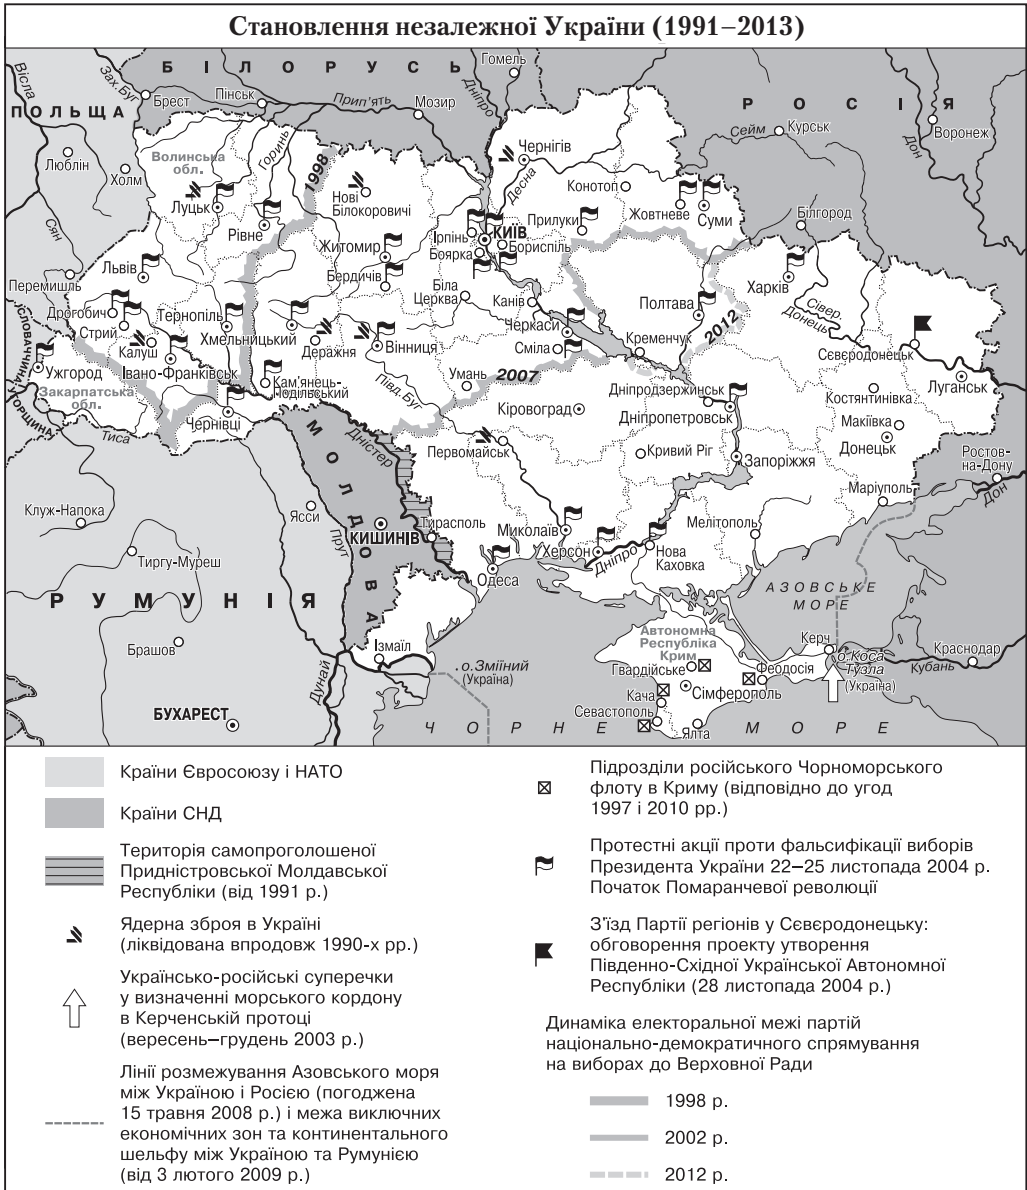 Становлення незалежної України (1991–2013)
БІЛОРУСЬ
Гомель
Вісла
Зах. Буг
Брест
Пінськ
Прип'ять
Мозир
Дніпро
РОСІЯ
ПОЛЬЩА
Сейм
Курськ
Дон
Воронеж
Люблін
Холм
Волинська
обл.
Горинь
1998
Чернігів
Десна
Луцьк
Нові
Білокоровичі
Конотоп
Жовтневе
Суми
Прилуки
Білгород
Сян
Рівне
Житомир
Ірпінь
КИЇВ
Боярка
Бориспіль
Львів
Бердичів
Перемишль
Біла
Церква
Канів
Полтава
Харків
Сівер.
Донець
Дрогобич
Стрий
Тернопіль
Хмельницький
Черкаси
2012
СЛОВАЧЧИНА
Калуш
Деражня
Вінниця
Сміла
Кременчук
Сєвєродонецьк
Ужгород
Івано-Франківськ
Кам'янець-
Подільський
Умань
2007
Луганськ
Закарпатська
обл.
Півд. Буг
Дніпродзержинськ
Костянтинівка
УГОРЩИНА
Чернівці
Кіровоград
Дніпропетровськ
Макіївка
Тиса
Дністер
Первомайськ
Кривий Ріг
Запоріжжя
Донецьк
Ростов-
на-Дону
Дон
МОЛДОВА
Клуж-Напока
Ясси
Прут
КИШИНІВ
Тирасполь
Миколаїв
Мелітополь
Маріуполь
Тиргу-Муреш
Херсон
Дніпро
Нова
Каховка
Одеса
РУМУНІЯ
АЗОВСЬКЕ
МОРЕ
Брашов
Ізмаїл
Автономна
Республіка
Крим
Керч
Краснодар
о. Зміїний
(Україна)
Гвардійське
Феодосія
о. Коса
Тузла
(Україна)
Кубань
Дунай
Кача
Сімферополь
БУХАРЕСТ
Севастополь
Ялта
ЧОРНЕ МОРЕ
Країни Євросоюзу і НАТО
Країни СНД
Територія самопроголошеної
Придністровської Молдавської
Республіки (від 1991 р.)
Ядерна зброя в Україні
(ліквідована впродовж 1990-х рр.)
Українсько-російські суперечки
у визначенні морського кордону
в Керченській протоці
(вересень–грудень 2003 р.)
Лінії розмежування Азовського моря
між Україною і Росією (погоджена
15 травня 2008 р.) і межа виключних
економічних зон та континентального
шельфу між Україною та Румунією
(від 3 лютого 2009 р.)
Підрозділи російського Чорноморського
флоту в Криму (відповідно до угод
1997 і 2010 рр.)
Протестні акції проти фальсифікації виборів
Президента України 22–25 листопада 2004 р.
Початок Помаранчевої революції
З'їзд Партії регіонів у Сєвєродонецьку:
обговорення проекту утворення
Південно-Східної Української Автономної
Республіки (28 листопада 2004 р.)
Динаміка електоральної межі партій
національно-демократичного спрямування
на виборах до Верховної Ради
1998 р.
2002 р.
2012 р.